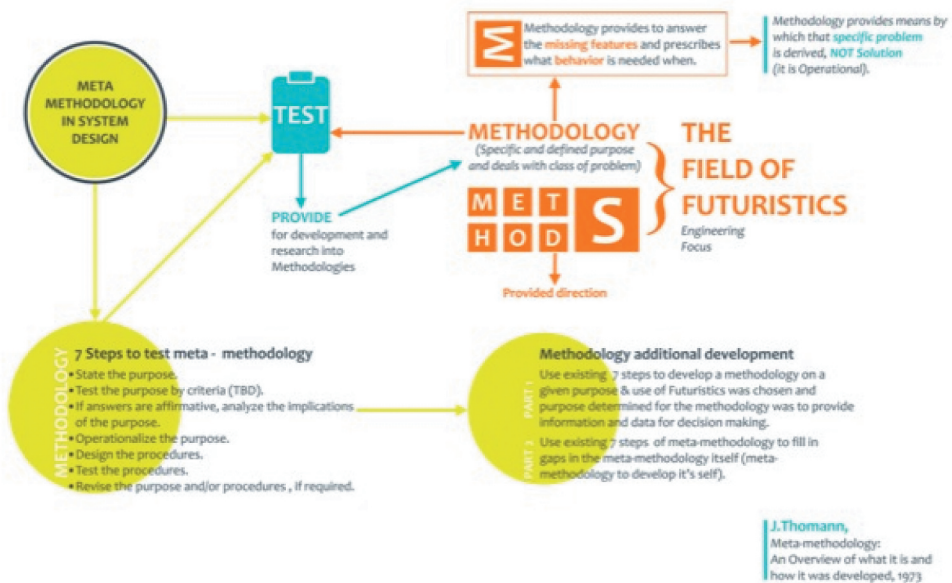 META
METHODOLOGY
IN SYSTEM
DESIGN
TEST
PROVIDE
for development and
research into
Methodologies
M
Methodology provides to answer
the missing features and prescribes
what behavior is needed when.
Methodology provides means by
which that specific problem
is derived, NOT Solution
(it is Operational).
METHODOLOGY
(Specific and defined purpose
and deals with class of problem)
MET
HOD
S
Provided direction
THE
FIELD OF
FUTURISTICS
Engineering
Focus
METHODOLOGY
7 Steps to test meta - methodology
•State the purpose.
•Test the purpose by criteria (TBD).
•If answers are affirmative, analyze the implications
of the purpose.
•Operationalize the purpose.
•Design the procedures.
•Test the procedures.
•Revise the purpose and/or procedures , if required.
Methodology additional development
PART 1
Use existing 7 steps to develop a methodology on a
given purpose & use of Futuristics was chosen and
purpose determined for the methodology was to provide
information and data for decision making.
PART 2
Use existing 7 steps of meta-methodology to fill in
gaps in the meta-methodology itself (meta-
methodology to develop it's self).
J.Thomann,
Meta-methodology:
An Overview of what it is and
how it was developed, 1973